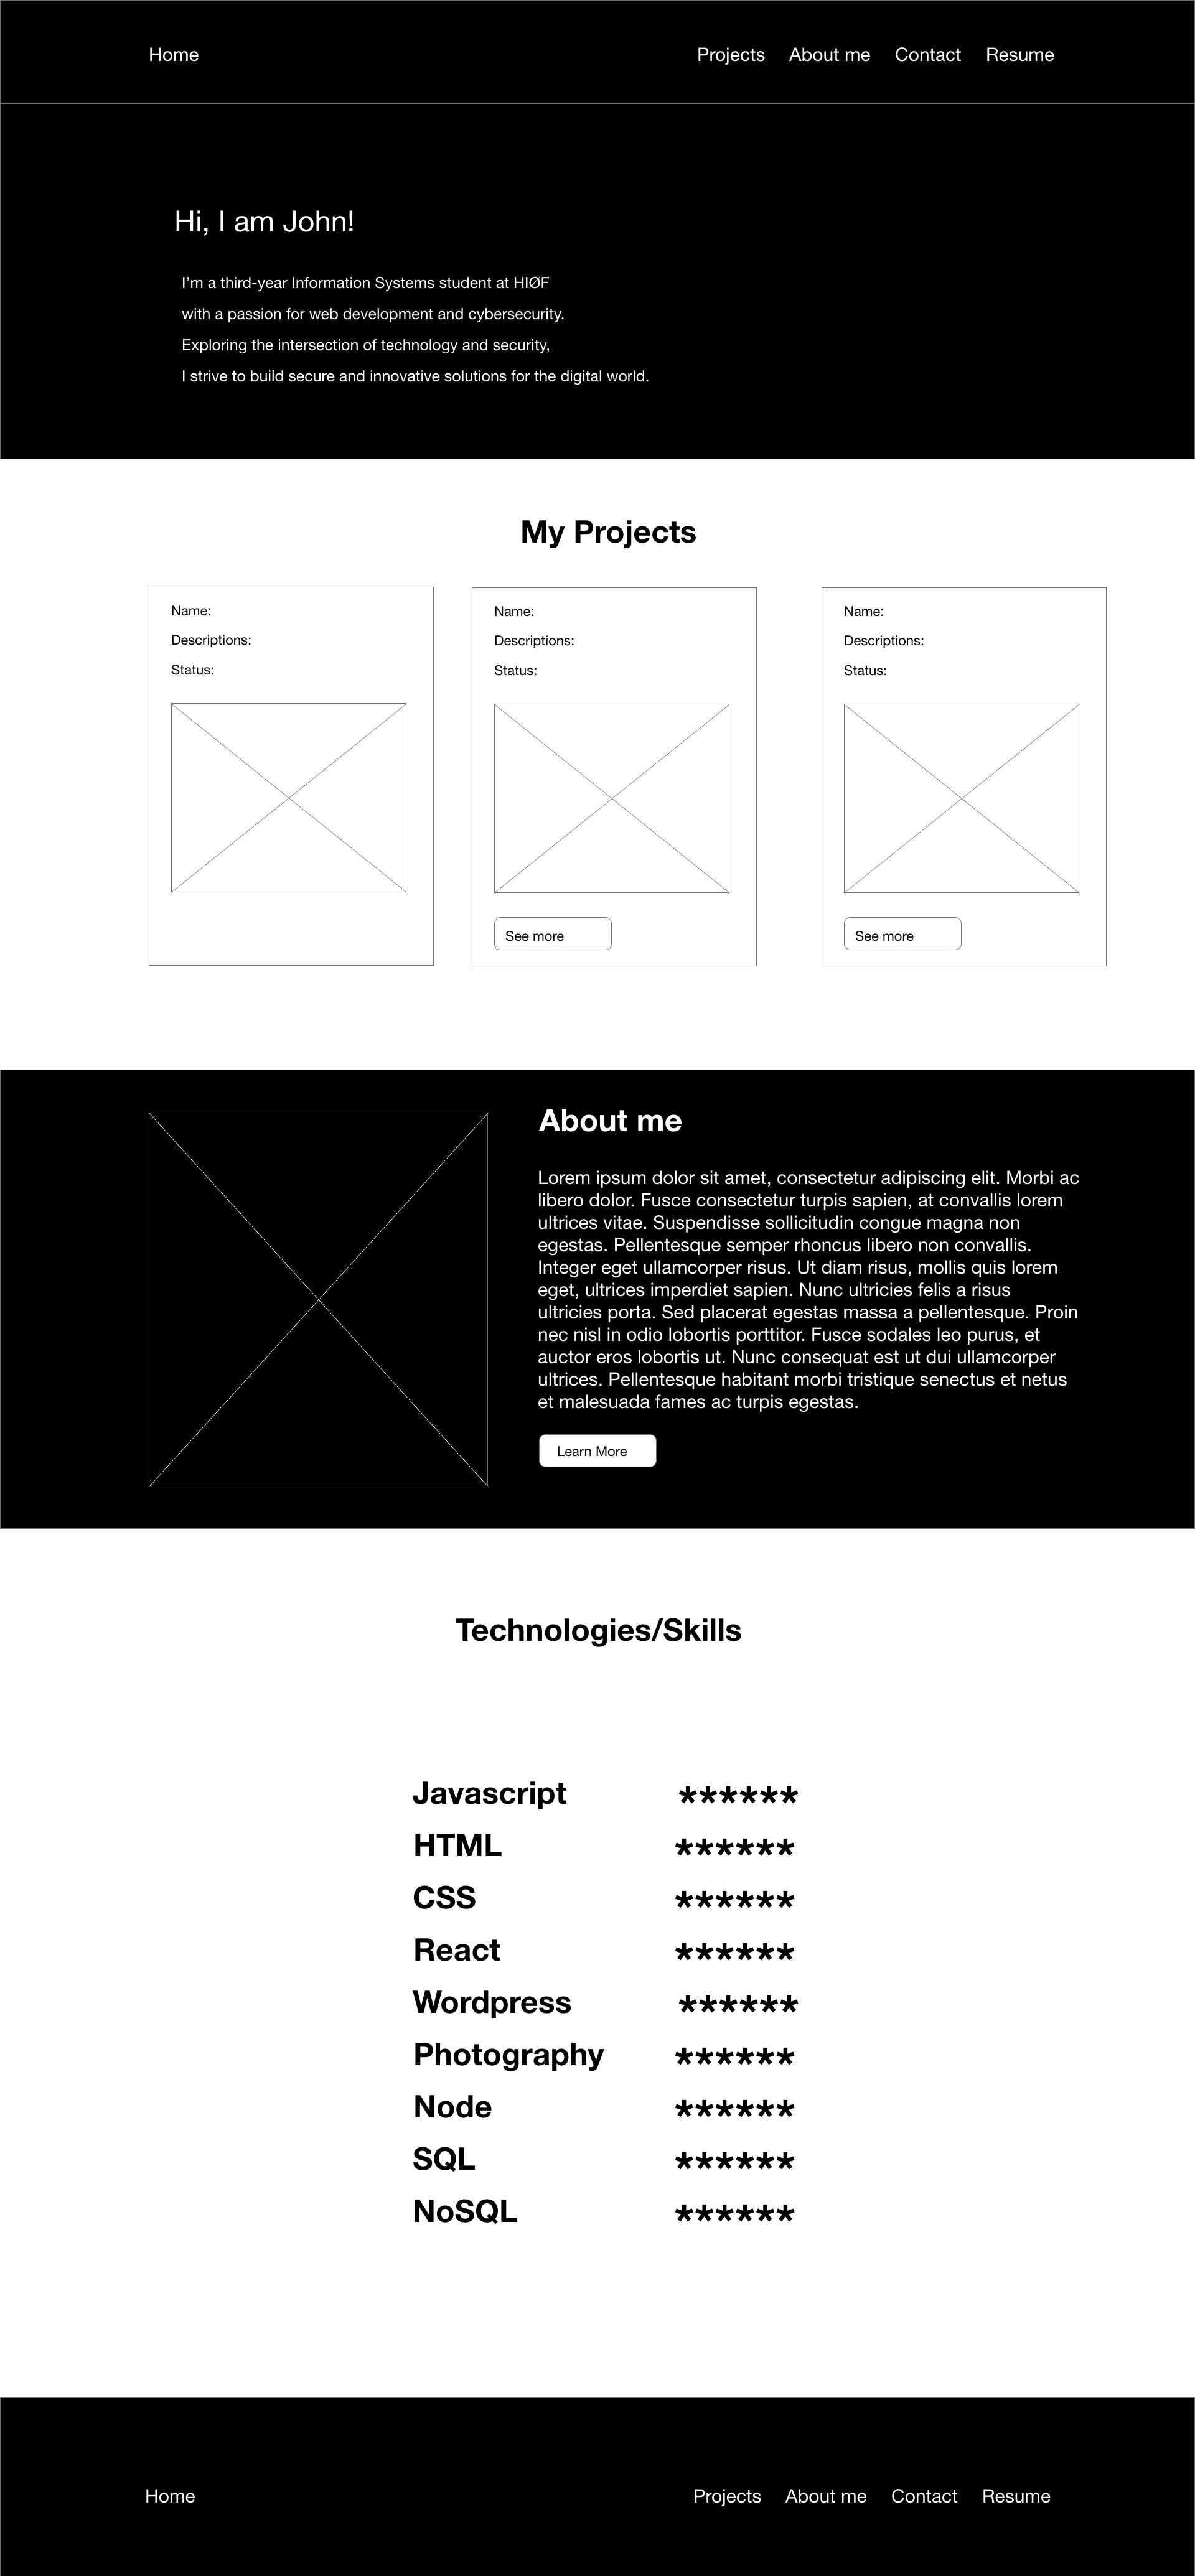 Home
Projects About me Contact Resume
Hi, I am John!
I’m a third-year Information Systems student at HIØF
with a passion for web development and cybersecurity.
Exploring the intersection of technology and security,
I strive to build secure and innovative solutions for the digital world.
My Projects
Name:
Descriptions:
Status:
Name:
Descriptions:
Status:
See more
Name:
Descriptions:
Status:
See more
About me
Lorem ipsum dolor sit amet, consectetur adipiscing elit. Morbi ac
libero dolor. Fusce consectetur turpis sapien, at convallis lorem
ultrices vitae. Suspendisse sollicitudin congue magna non
egestas. Pellentesque semper rhoncus libero non convallis.
Integer eget ullamcorper risus. Ut diam risus, mollis quis lorem
eget, ultrices imperdiet sapien. Nunc ultricies felis a risus
ultricies porta. Sed placerat egestas massa a pellentesque. Proin
nec nisl in odio lobortis porttitor. Fusce sodales leo purus, et
auctor eros lobortis ut. Nunc consequat est ut dui ullamcorper
ultrices. Pellentesque habitant morbi tristique senectus et netus
et malesuada fames ac turpis egestas.
Learn More
Technologies/Skills
Javascript ******
HTML ******
CSS ******
React ******
Wordpress ******
Photography ******
Node ******
SQL ******
NoSQL ******
Home
Projects About me Contact Resume